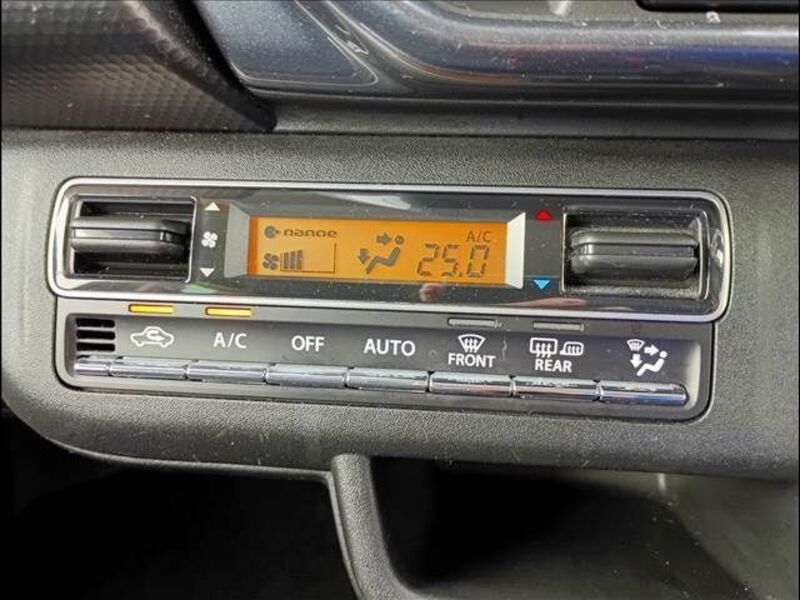 nanoe
A/C
25.0
A/C OFF AUTO FRONT REAR